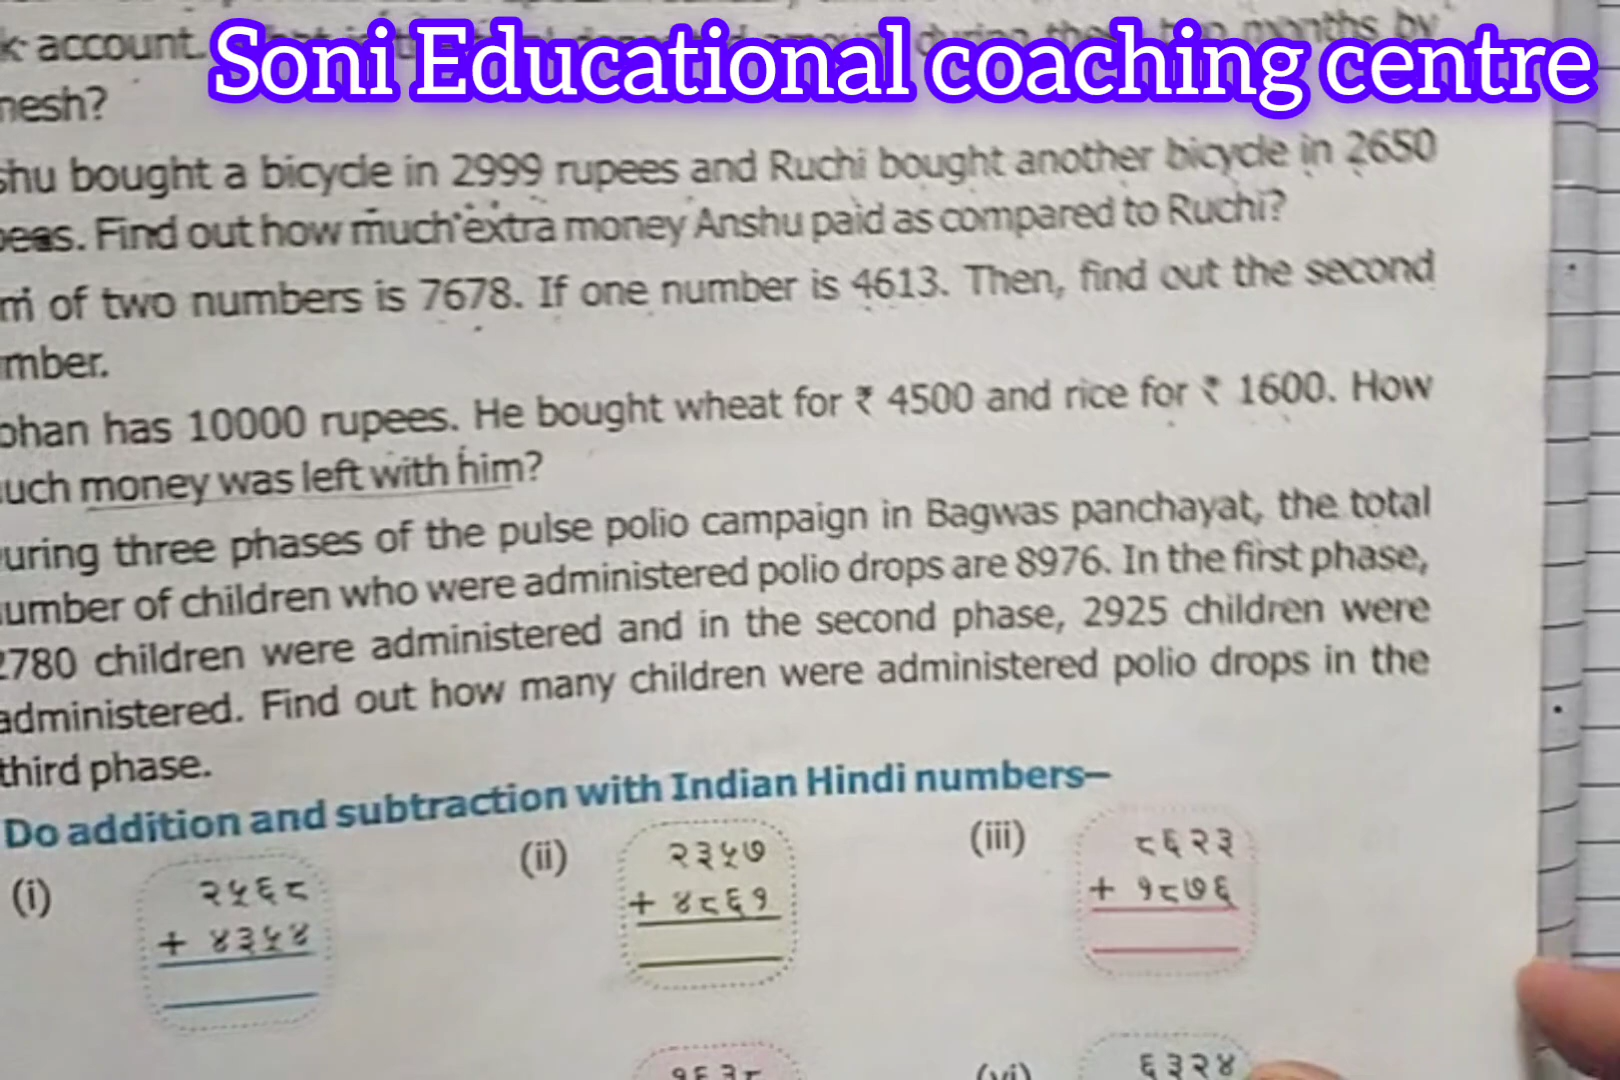 Soni Educational coaching centre
account.
months by
nesh?
shu bought a bicycle in 2999 rupees and Ruchi bought another bicycle in 2650
pees. Find out how much extra money Anshu paid as compared to Ruchi?
m of two numbers is 7678. If one number is 4613. Then, find out the second
mber.
ohan has 10000 rupees. He bought wheat for ₹ 4500 and rice for ₹ 1600. How
uch money was left with him?
uring three phases of the pulse polio campaign in Bagwas panchayat, the total
umber of children who were administered polio drops are 8976. In the first phase,
2780 children were administered and in the second phase, 2925 children were
administered. Find out how many children were administered polio drops in the
third phase.
Do addition and subtraction with Indian Hindi numbers—
(i) २५६८ + ४३५४
(ii) २३५७ + ४८६१
(iii) ८६२३ + १८७६
(vi) ६३२४